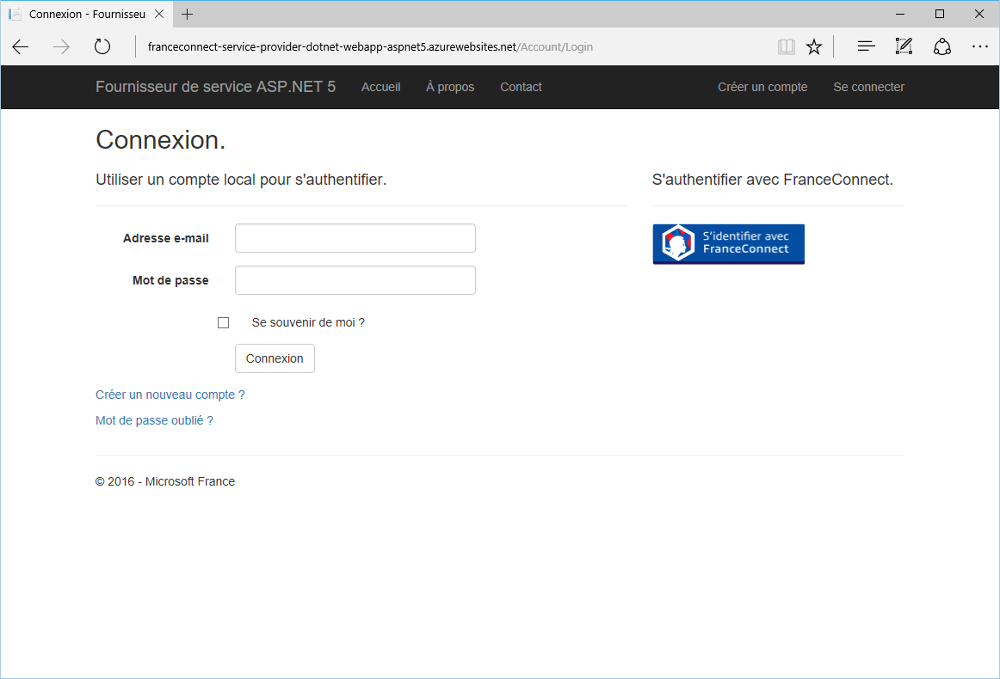 Connexion - Fournisseu
franceconnect-service-provider-dotnet-webapp-aspnet5.azurewebsites.net/Account/Login
Fournisseur de service ASP.NET 5 Accueil À propos Contact Créer un compte Se connecter
Connexion.
Utiliser un compte local pour s'authentifier.
Adresse e-mail
Mot de passe
Se souvenir de moi ?
Connexion
Créer un nouveau compte ?
Mot de passe oublié ?
S'authentifier avec FranceConnect.
S'identifier avec
FranceConnect
© 2016 - Microsoft France